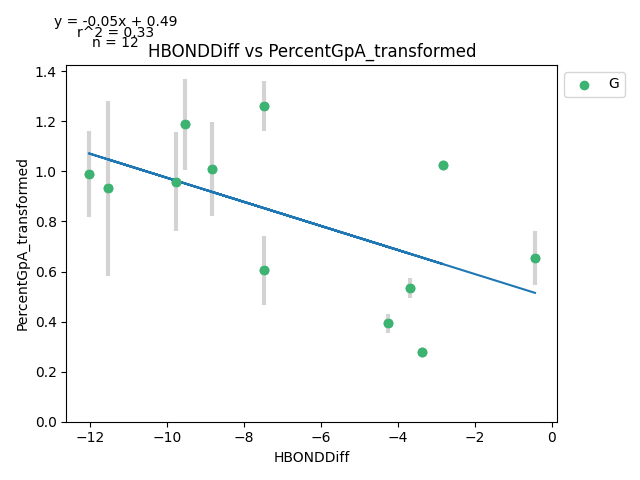 y = -0.05x + 0.49
r^2 = 0.33
n = 12
HBONDDiff vs PercentGpA_transformed
G
PercentGpA_transformed
1.4
1.2
1.0
0.8
0.6
0.4
0.2
0.0
−12 −10 −8 −6 −4 −2 0
HBONDDiff